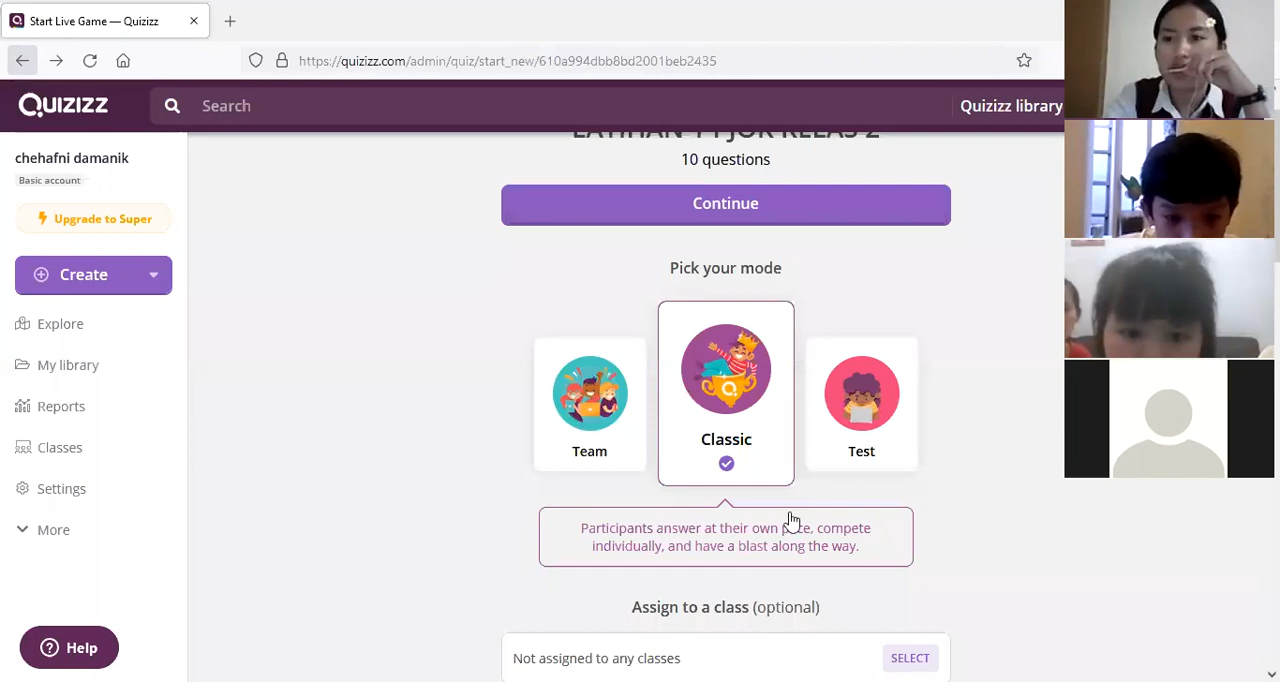 Start Live Game — Quizizz
https://quizizz.com/admin/quiz/start_new/610a994dbb8bd2001beb2435
QUIZIZZ
Search
Quizizz library
chehafni damanik
Basic account
Upgrade to Super
Create
Explore
My library
Reports
Classes
Settings
More
Help
KELAS 2
10 questions
Continue
Pick your mode
Team
Classic
Test
Participants answer at their own pace, compete
individually, and have a blast along the way.
Assign to a class (optional)
Not assigned to any classes
SELECT